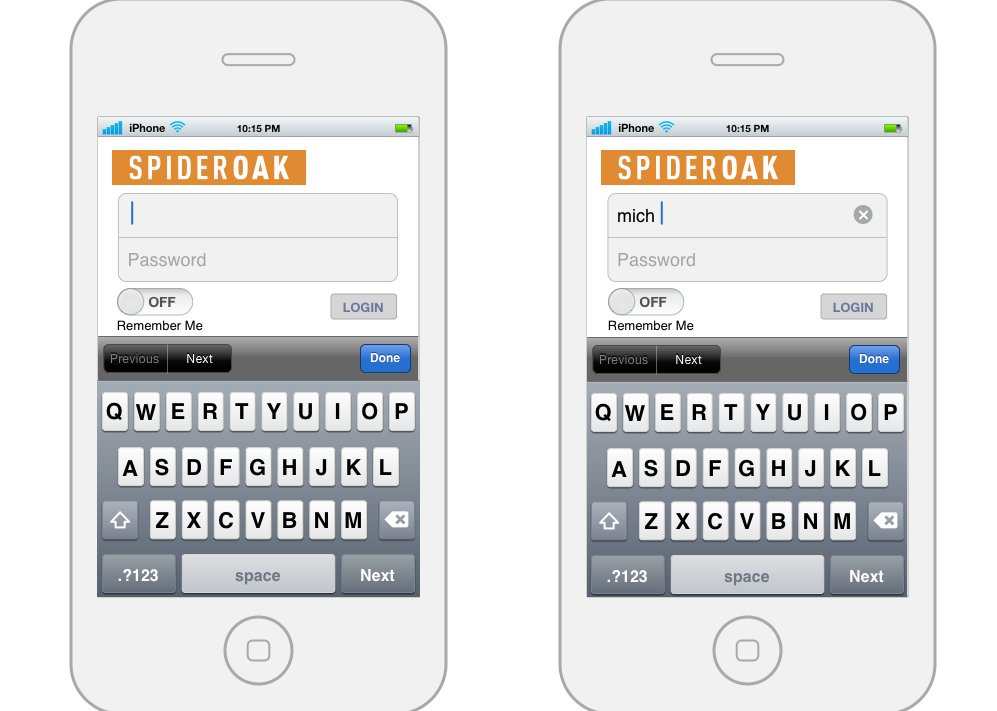 iPhone 10:15 PM
SPIDEROAK
Password
OFF
LOGIN
Remember Me
Previous Next Done
Q W E R T Y U I O P
A S D F G H J K L
Z X C V B N M
.?123 space Next
iPhone 10:15 PM
SPIDEROAK
mich
Password
OFF
LOGIN
Remember Me
Previous Next Done
Q W E R T Y U I O P
A S D F G H J K L
Z X C V B N M
.?123 space Next